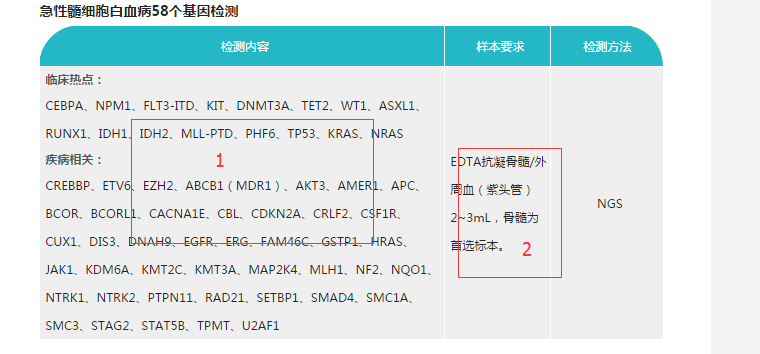 急性髓细胞白血病58个基因检测
检测内容 样本要求 检测方法
临床热点：
CEBPA、NPM1、FLT3-ITD、KIT、DNMT3A、TET2、WT1、ASXL1、
RUNX1、IDH1、IDH2、MLL-PTD、PHF6、TP53、KRAS、NRAS
疾病相关：
CREBBP、ETV6、EZH2、ABCB1（MDR1）、AKT3、AMER1、APC、
BCOR、BCORL1、CACNA1E、CBL、CDKN2A、CRLF2、CSF1R、
CUX1、DIS3、DNAH9、EGFR、ERG、FAM46C、GSTP1、HRAS、
JAK1、KDM6A、KMT2C、KMT3A、MAP2K4、MLH1、NF2、NQO1、
NTRK1、NTRK2、PTPN11、RAD21、SETBP1、SMAD4、SMC1A、
SMC3、STAG2、STAT5B、TPMT、U2AF1
1
EDTA抗凝骨髓/外
周血（紫头管）
2~3mL，骨髓为
首选标本。
2
NGS